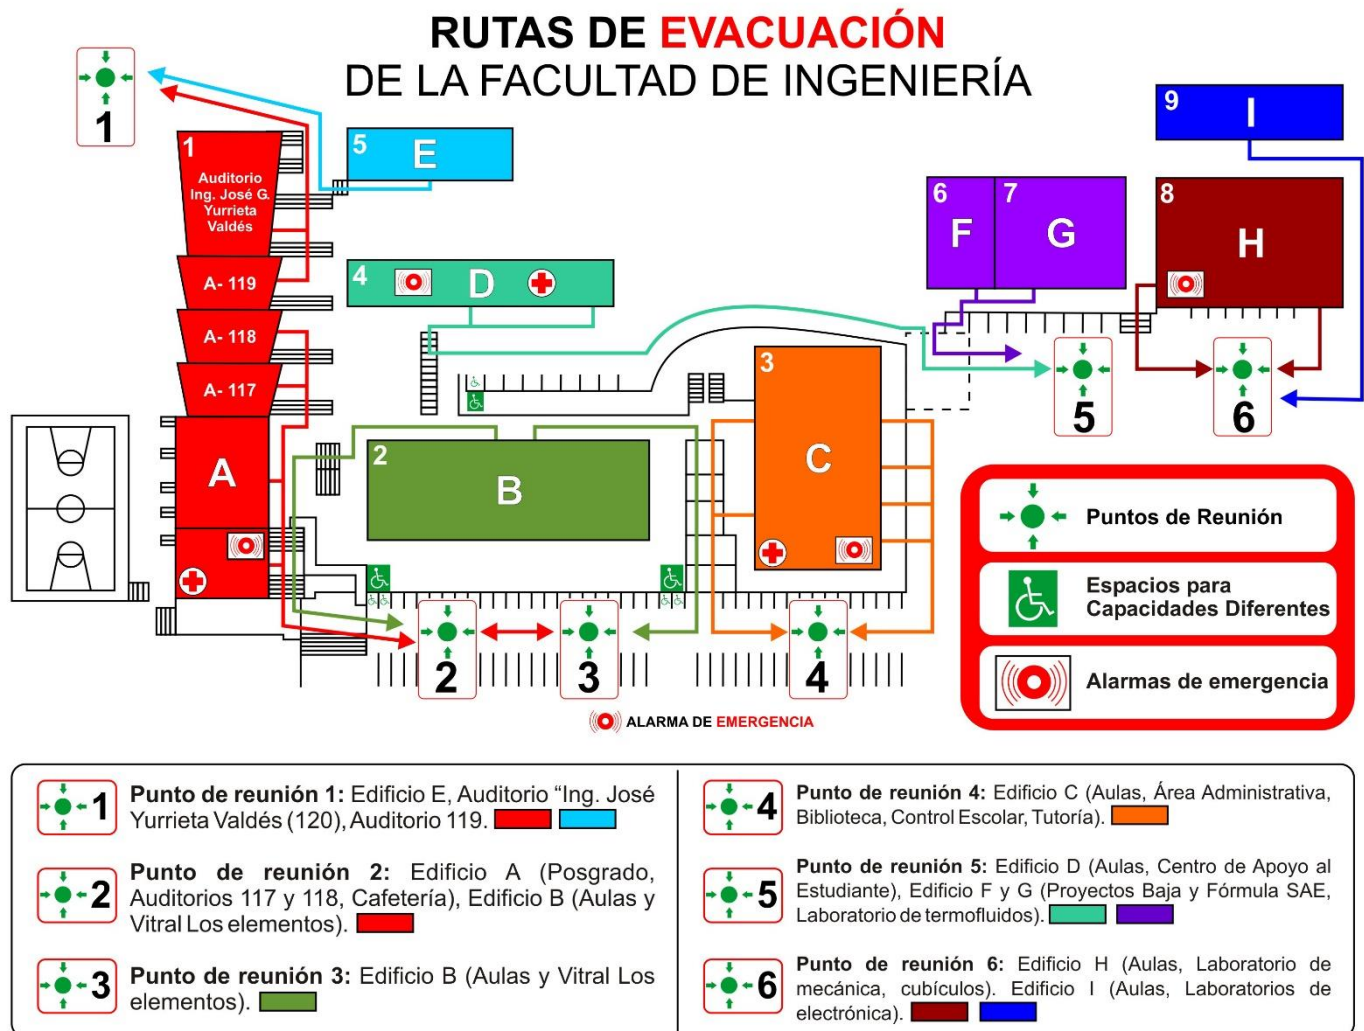 RUTAS DE EVACUACIÓN
DE LA FACULTAD DE INGENIERÍA
1
1
Auditorio
Ing. José G.
Yurrieta
Valdés
A- 119
A- 118
A- 117
A
5
E
4
D
6
F
7
G
9
I
8
H
3
C
2
B
5
6
2
3
4
ALARMA DE EMERGENCIA
Puntos de Reunión
Espacios para
Capacidades Diferentes
Alarmas de emergencia
1
Punto de reunión 1: Edificio E, Auditorio “Ing. José
Yurrieta Valdés (120), Auditorio 119.
2
Punto de reunión 2: Edificio A (Posgrado,
Auditorios 117 y 118, Cafetería), Edificio B (Aulas y
Vitral Los elementos).
3
Punto de reunión 3: Edificio B (Aulas y Vitral Los
elementos).
4
Punto de reunión 4: Edificio C (Aulas, Área Administrativa,
Biblioteca, Control Escolar, Tutoría).
5
Punto de reunión 5: Edificio D (Aulas, Centro de Apoyo al
Estudiante), Edificio F y G (Proyectos Baja y Fórmula SAE,
Laboratorio de termofluidos).
6
Punto de reunión 6: Edificio H (Aulas, Laboratorio de
mecánica, cubículos). Edificio I (Aulas, Laboratorios de
electrónica).